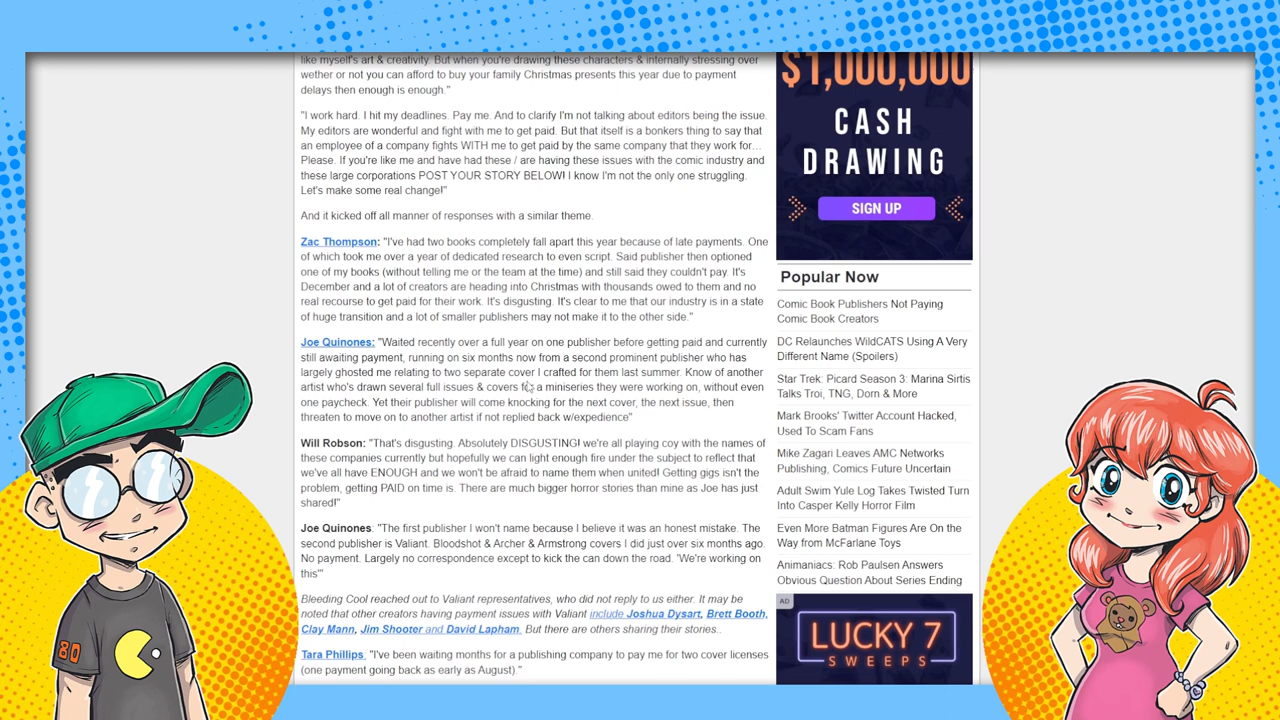 like myself's art & creativity. But when you're drawing these characters & internally stressing over
wether or not you can afford to buy your family Christmas presents this year due to payment
delays then enough is enough."
"I work hard. I hit my deadlines. Pay me. And to clarify I'm not talking about editors being the issue.
My editors are wonderful and fight with me to get paid. But that itself is a bonkers thing to say that
an employee of a company fights WITH me to get paid by the same company that they work for…
Please. If you're like me and have had these / are having these issues with the comic industry and
these large corporations POST YOUR STORY BELOW! I know I'm not the only one struggling.
Let's make some real change!"
And it kicked off all manner of responses with a similar theme.
Zac Thompson: "I've had two books completely fall apart this year because of late payments. One
of which took me over a year of dedicated research to even script. Said publisher then optioned
one of my books (without telling me or the team at the time) and still said they couldn't pay. It's
December and a lot of creators are heading into Christmas with thousands owed to them and no
real recourse to get paid for their work. It's disgusting. It's clear to me that our industry is in a state
of huge transition and a lot of smaller publishers may not make it to the other side."
Joe Quinones: "Waited recently over a full year on one publisher before getting paid and currently
still awaiting payment, running on six months now from a second prominent publisher who has
largely ghosted me relating to two separate cover I crafted for them last summer. Know of another
artist who's drawn several full issues & covers for a miniseries they were working on, without even
one paycheck. Yet their publisher will come knocking for the next cover, the next issue, then
threaten to move on to another artist if not replied back w/expedience"
Will Robson: "That's disgusting. Absolutely DISGUSTING! we're all playing coy with the names of
these companies currently but hopefully we can light enough fire under the subject to reflect that
we've all have ENOUGH and we won't be afraid to name them when united! Getting gigs isn't the
problem, getting PAID on time is. There are much bigger horror stories than mine as Joe has just
shared!"
Joe Quinones: "The first publisher I won't name because I believe it was an honest mistake. The
second publisher is Valiant. Bloodshot & Archer & Armstrong covers I did just over six months ago.
No payment. Largely no correspondence except to kick the can down the road. 'We're working on
this'"
Bleeding Cool reached out to Valiant representatives, who did not reply to us either. It may be
noted that other creators having payment issues with Valiant include Joshua Dysart, Brett Booth,
Clay Mann, Jim Shooter and David Lapham. But there are others sharing their stories..
Tara Phillips. "I've been waiting months for a publishing company to pay me for two cover licenses
(one payment going back as early as August)."
$1,000,000
CASH
DRAWING
SIGN UP
Popular Now
Comic Book Publishers Not Paying
Comic Book Creators
DC Relaunches WildCATS Using A Very
Different Name (Spoilers)
Star Trek: Picard Season 3: Marina Sirtis
Talks Troi, TNG, Dorn & More
Mark Brooks' Twitter Account Hacked,
Used To Scam Fans
Mike Zagari Leaves AMC Networks
Publishing, Comics Future Uncertain
Adult Swim Yule Log Takes Twisted Turn
Into Casper Kelly Horror Film
Even More Batman Figures Are On the
Way from McFarlane Toys
Animaniacs: Rob Paulsen Answers
Obvious Question About Series Ending
AD
LUCKY 7
SWEEPS
80